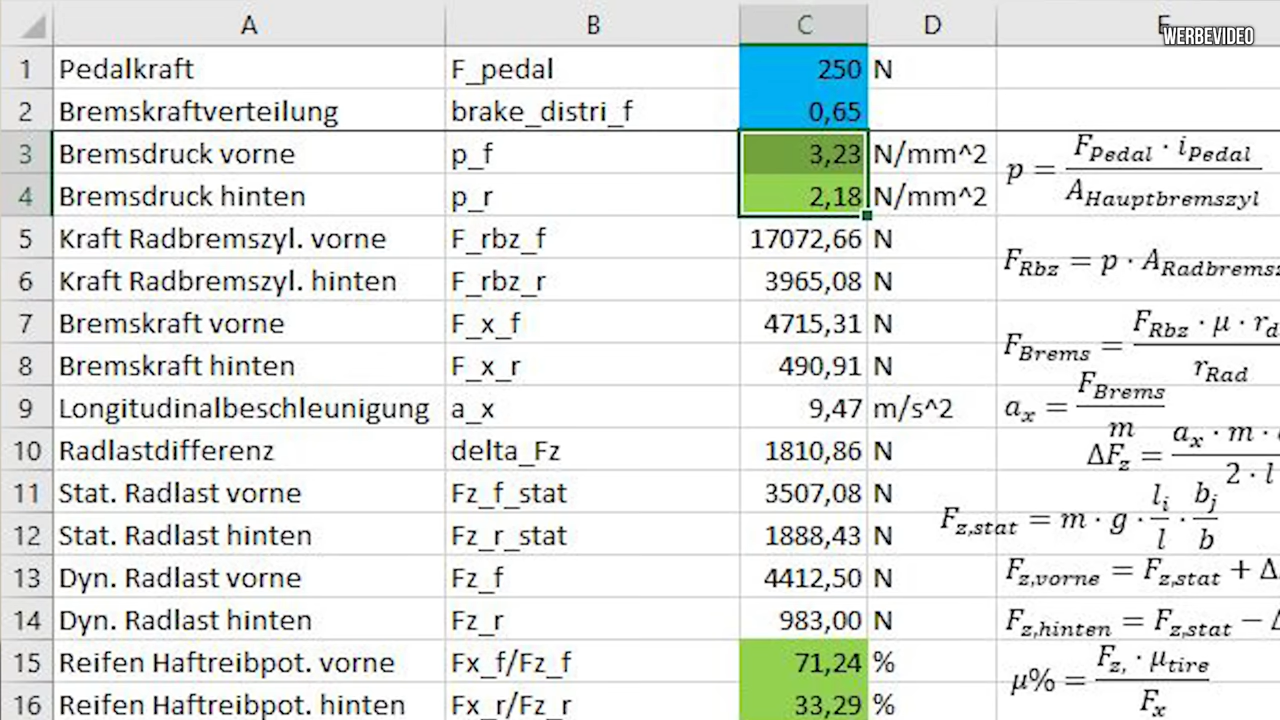 A B C D E
WERBEVIDEO
1 Pedalkraft F_pedal 250 N
2 Bremskraftverteilung brake_distri_f 0,65
3 Bremsdruck vorne p_f 3,23 N/mm^2
4 Bremsdruck hinten p_r 2,18 N/mm^2
p = F_Pedal · i_Pedal / A_Hauptbremszyl
5 Kraft Radbremszyl. vorne F_rbz_f 17072,66 N
6 Kraft Radbremszyl. hinten F_rbz_r 3965,08 N
F_Rbz = p · A_Radbremsz
7 Bremskraft vorne F_x_f 4715,31 N
8 Bremskraft hinten F_x_r 490,91 N
F_Brems = F_Rbz · μ · r_d / r_Rad
9 Longitudinalbeschleunigung a_x 9,47 m/s^2
a_x = F_Brems / m
10 Radlastdifferenz delta_Fz 1810,86 N
ΔF_z = a_x · m · / 2 · l
11 Stat. Radlast vorne Fz_f_stat 3507,08 N
12 Stat. Radlast hinten Fz_r_stat 1888,43 N
F_z,stat = m · g · l_i / l · b_j / b
13 Dyn. Radlast vorne Fz_f 4412,50 N
F_z,vorne = F_z,stat + Δ
14 Dyn. Radlast hinten Fz_r 983,00 N
F_z,hinten = F_z,stat −
15 Reifen Haftreibpot. vorne Fx_f/Fz_f 71,24 %
16 Reifen Haftreibpot. hinten Fx_r/Fz_r 33,29 %
μ% = F_z, · μ_tire / F_x